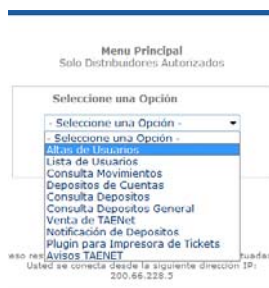 Menu Principal
Solo Distribuidores Autorizados
Seleccione una Opción
- Seleccione una Opción -
- Seleccione una Opción -
Altas de Usuarios
Lista de Usuarios
Consulta Movimientos
Depositos de Cuentas
Consulta Depositos
Consulta Depositos General
Venta de TAENet
Notificación de Depositos
Plugin para Impresora de Tickets
Avisos TAENET
Usted se conecta desde la siguiente dirección IP:
200.66.228.5